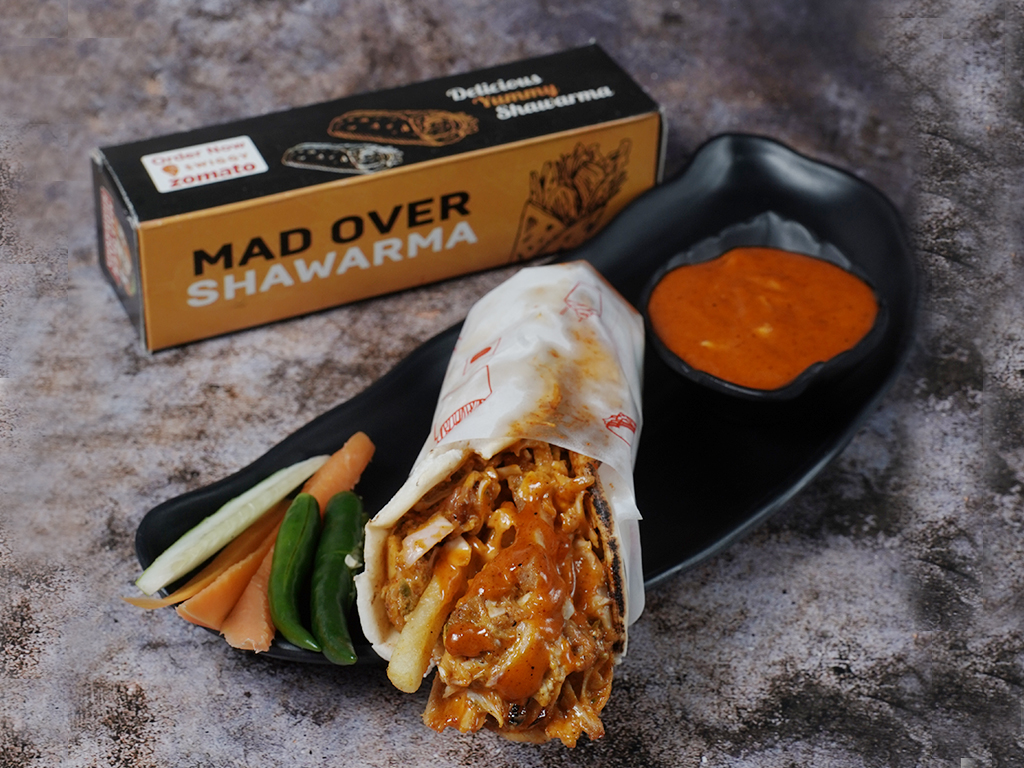 Delicious
Yummy
Shawarma
Order Now
SWIGGY
zomato
MAD OVER
SHAWARMA